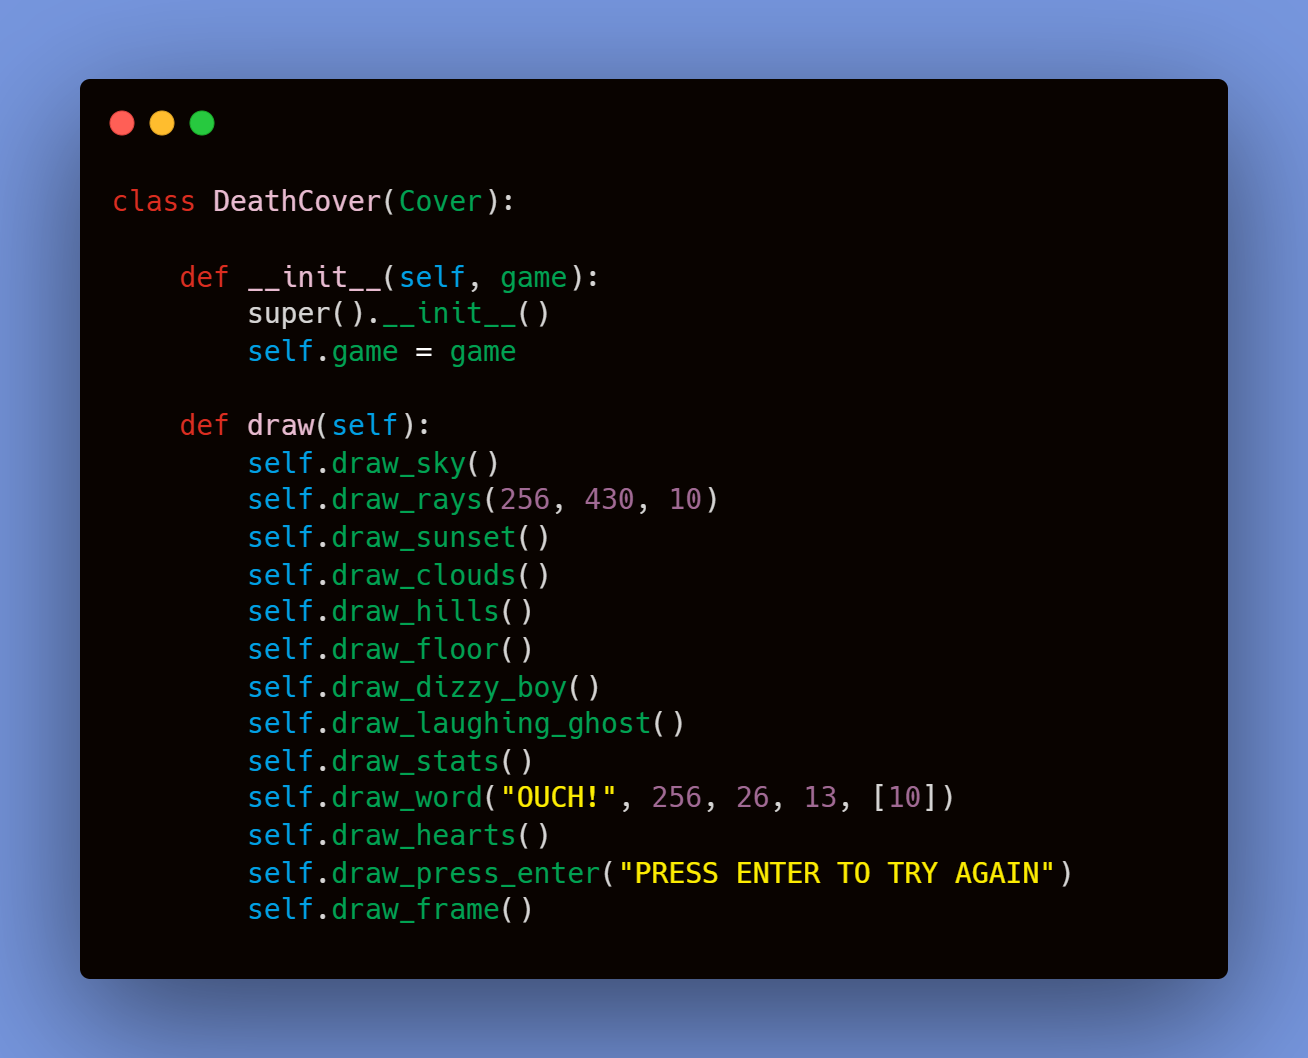 class DeathCover(Cover):

    def __init__(self, game):
        super().__init__()
        self.game = game

    def draw(self):
        self.draw_sky()
        self.draw_rays(256, 430, 10)
        self.draw_sunset()
        self.draw_clouds()
        self.draw_hills()
        self.draw_floor()
        self.draw_dizzy_boy()
        self.draw_laughing_ghost()
        self.draw_stats()
        self.draw_word("OUCH!", 256, 26, 13, [10])
        self.draw_hearts()
        self.draw_press_enter("PRESS ENTER TO TRY AGAIN")
        self.draw_frame()